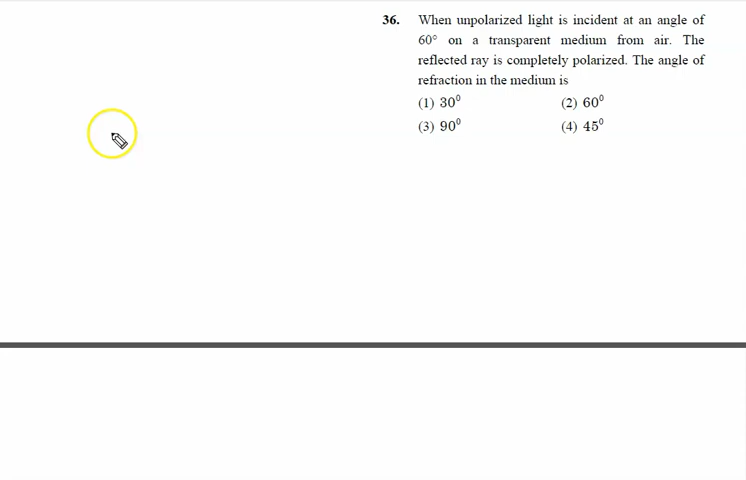 36. When unpolarized light is incident at an angle of
60° on a transparent medium from air. The
reflected ray is completely polarized. The angle of
refraction in the medium is
(1) 30⁰ (2) 60⁰
(3) 90⁰ (4) 45⁰